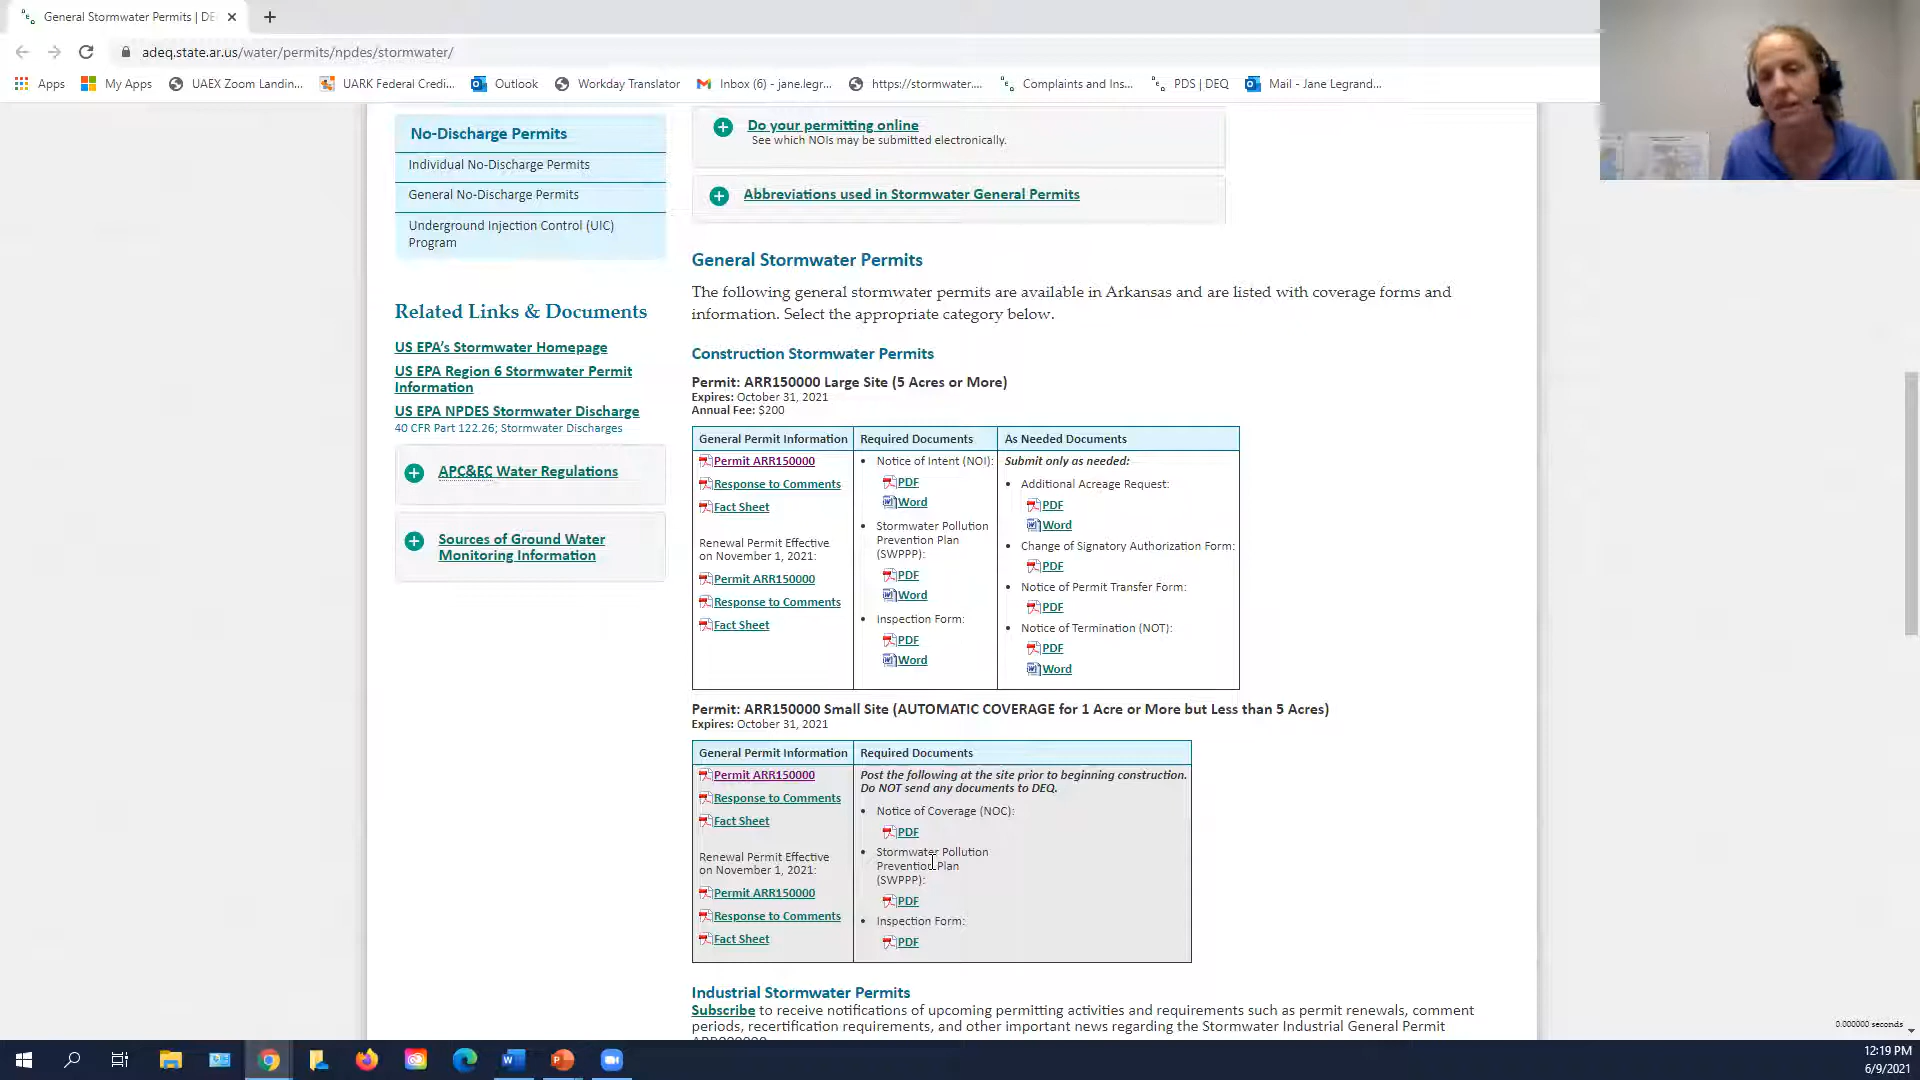 General Stormwater Permits | DE
adeq.state.ar.us/water/permits/npdes/stormwater/
Apps
My Apps
UAEX Zoom Landin...
UARK Federal Credi...
Outlook
Workday Translator
Inbox (6) - jane.legr...
https://stormwater....
Complaints and Ins...
PDS | DEQ
Mail - Jane Legrand...
No-Discharge Permits
Individual No-Discharge Permits
General No-Discharge Permits
Underground Injection Control (UIC)
Program
Related Links & Documents
US EPA's Stormwater Homepage
US EPA Region 6 Stormwater Permit
Information
US EPA NPDES Stormwater Discharge
40 CFR Part 122.26; Stormwater Discharges
APC&EC Water Regulations
Sources of Ground Water
Monitoring Information
Do your permitting online
See which NOIs may be submitted electronically.
Abbreviations used in Stormwater General Permits
General Stormwater Permits
The following general stormwater permits are available in Arkansas and are listed with coverage forms and
information. Select the appropriate category below.
Construction Stormwater Permits
Permit: ARR150000 Large Site (5 Acres or More)
Expires: October 31, 2021
Annual Fee: $200
General Permit Information
Permit ARR150000
Response to Comments
Fact Sheet
Renewal Permit Effective
on November 1, 2021:
Permit ARR150000
Response to Comments
Fact Sheet
Required Documents
• Notice of Intent (NOI):
PDF
Word
• Stormwater Pollution
Prevention Plan
(SWPPP):
PDF
Word
• Inspection Form:
PDF
Word
As Needed Documents
Submit only as needed:
• Additional Acreage Request:
PDF
Word
• Change of Signatory Authorization Form:
PDF
• Notice of Permit Transfer Form:
PDF
• Notice of Termination (NOT):
PDF
Word
Permit: ARR150000 Small Site (AUTOMATIC COVERAGE for 1 Acre or More but Less than 5 Acres)
Expires: October 31, 2021
General Permit Information
Permit ARR150000
Response to Comments
Fact Sheet
Renewal Permit Effective
on November 1, 2021:
Permit ARR150000
Response to Comments
Fact Sheet
Required Documents
Post the following at the site prior to beginning construction.
Do NOT send any documents to DEQ.
• Notice of Coverage (NOC):
PDF
• Stormwater Pollution
Prevention Plan
(SWPPP):
PDF
• Inspection Form:
PDF
Industrial Stormwater Permits
Subscribe to receive notifications of upcoming permitting activities and requirements such as permit renewals, comment
periods, recertification requirements, and other important news regarding the Stormwater Industrial General Permit
0.000000 seconds
12:19 PM
6/9/2021